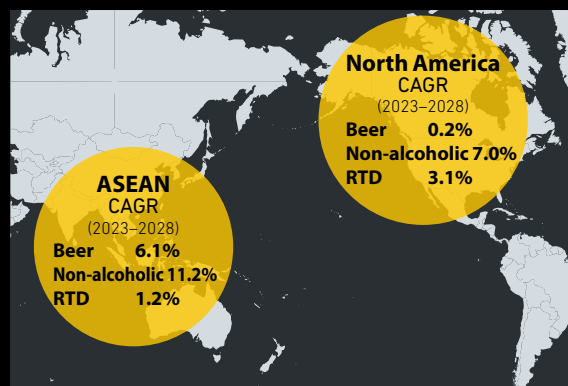 North America
CAGR
(2023–2028)
Beer 0.2%
Non-alcoholic 7.0%
RTD 3.1%
ASEAN
CAGR
(2023–2028)
Beer 6.1%
Non-alcoholic 11.2%
RTD 1.2%